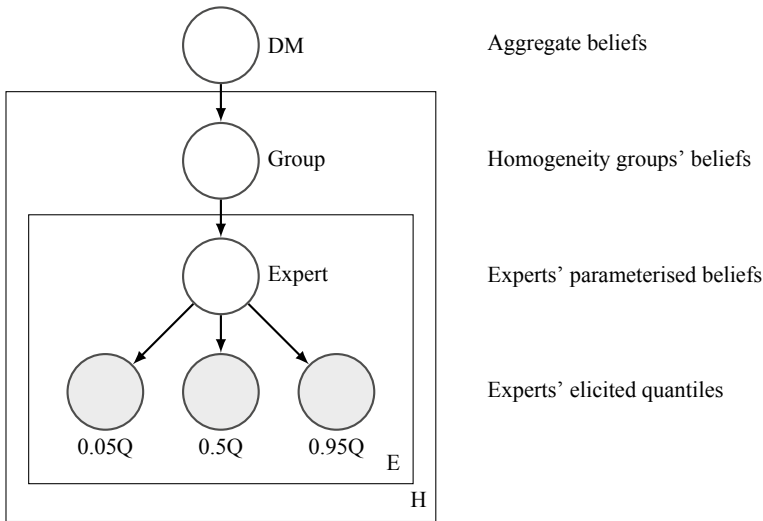 DM
Aggregate beliefs
Group
Homogeneity groups’ beliefs
Expert
Experts’ parameterised beliefs
Experts’ elicited quantiles
0.05Q
0.5Q
0.95Q
E
H